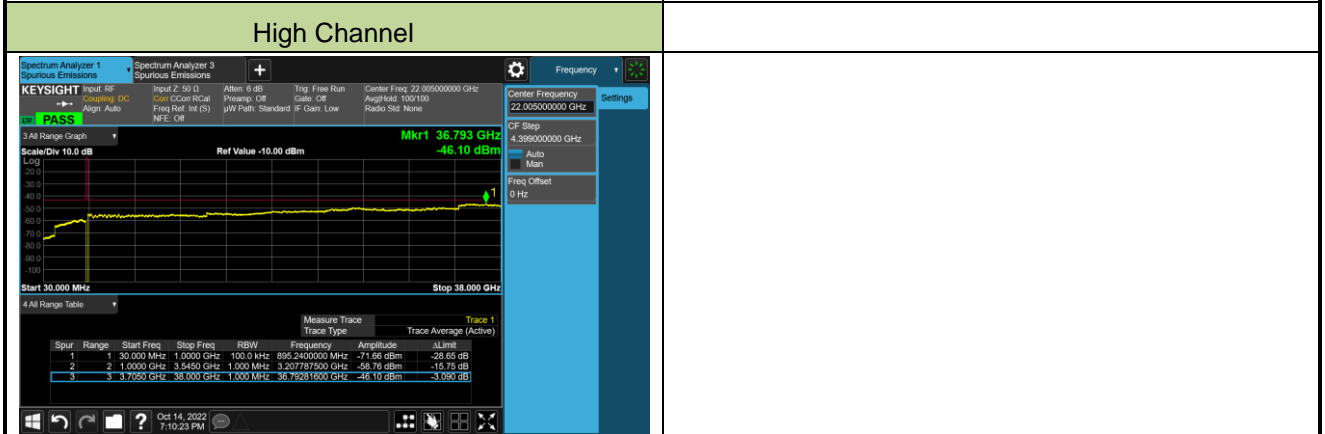 High Channel
Spectrum Analyzer 1
Spurious Emissions
Spectrum Analyzer 3
Spurious Emissions
Frequency
KEYSIGHT Input: RF
Coupling: DC
Align: Auto
Input Z: 50 Ω
Corr CCorr RCal
Freq Ref: Int (S)
NFE: Off
Atten: 6 dB
Preamp: Off
µW Path: Standard
Trig: Free Run
Gate: Off
IF Gain: Low
Center Freq: 22.005000000 GHz
Avg|Hold: 100/100
Radio Std: None
PASS
Center Frequency
22.005000000 GHz
Settings
CF Step
4.399000000 GHz
Auto
Man
Freq Offset
0 Hz
3 All Range Graph
Mkr1 36.793 GHz
Scale/Div 10.0 dB Ref Value -10.00 dBm -46.10 dBm
Log
-20.0
-30.0
-40.0
-50.0
-60.0
-70.0
-80.0
-90.0
-100
1
Start 30.000 MHz Stop 38.000 GHz
4 All Range Table
Measure Trace Trace 1
Trace Type Trace Average (Active)
Spur Range Start Freq Stop Freq RBW Frequency Amplitude ΔLimit
1 1 30.000 MHz 1.0000 GHz 100.0 kHz 895.2400000 MHz -71.66 dBm -28.65 dB
2 2 1.0000 GHz 3.5450 GHz 1.000 MHz 3.207787500 GHz -58.76 dBm -15.75 dB
3 3 3.7050 GHz 38.000 GHz 1.000 MHz 36.79281600 GHz -46.10 dBm -3.090 dB
Oct 14, 2022
7:10:23 PM